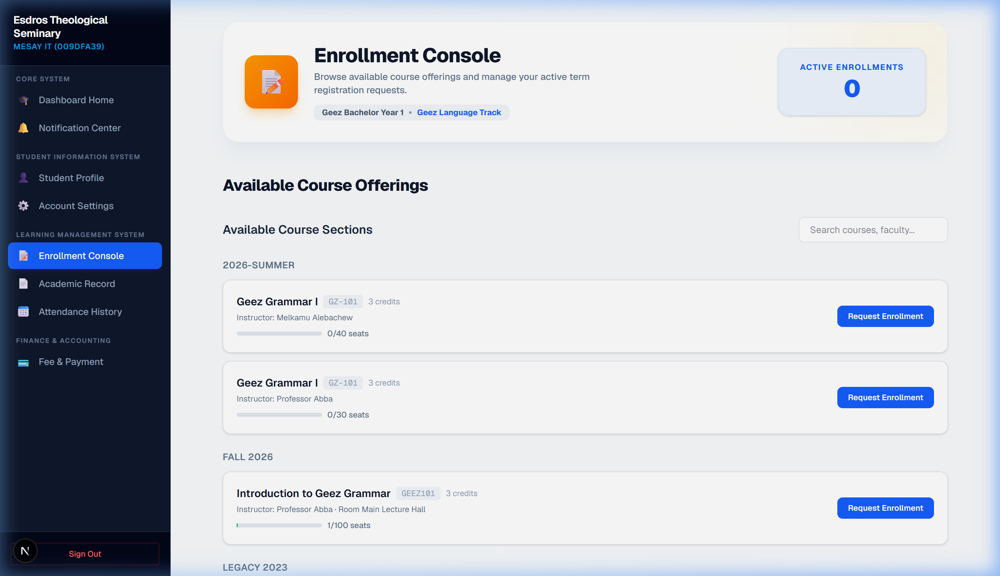 Esdros Theological
Seminary
MESAY IT (009DFA39)
CORE SYSTEM
Dashboard Home
Notification Center
STUDENT INFORMATION SYSTEM
Student Profile
Account Settings
LEARNING MANAGEMENT SYSTEM
Enrollment Console
Academic Record
Attendance History
FINANCE & ACCOUNTING
Fee & Payment
N
Sign Out
Enrollment Console
Browse available course offerings and manage your active term
registration requests.
Geez Bachelor Year 1 • Geez Language Track
ACTIVE ENROLLMENTS
0
Available Course Offerings
Available Course Sections
Search courses, faculty...
2026-SUMMER
Geez Grammar I GZ-101 3 credits
Instructor: Melkamu Alebachew
0/40 seats
Request Enrollment
Geez Grammar I GZ-101 3 credits
Instructor: Professor Abba
0/30 seats
Request Enrollment
FALL 2026
Introduction to Geez Grammar GEEZ101 3 credits
Instructor: Professor Abba · Room Main Lecture Hall
1/100 seats
Request Enrollment
LEGACY 2023